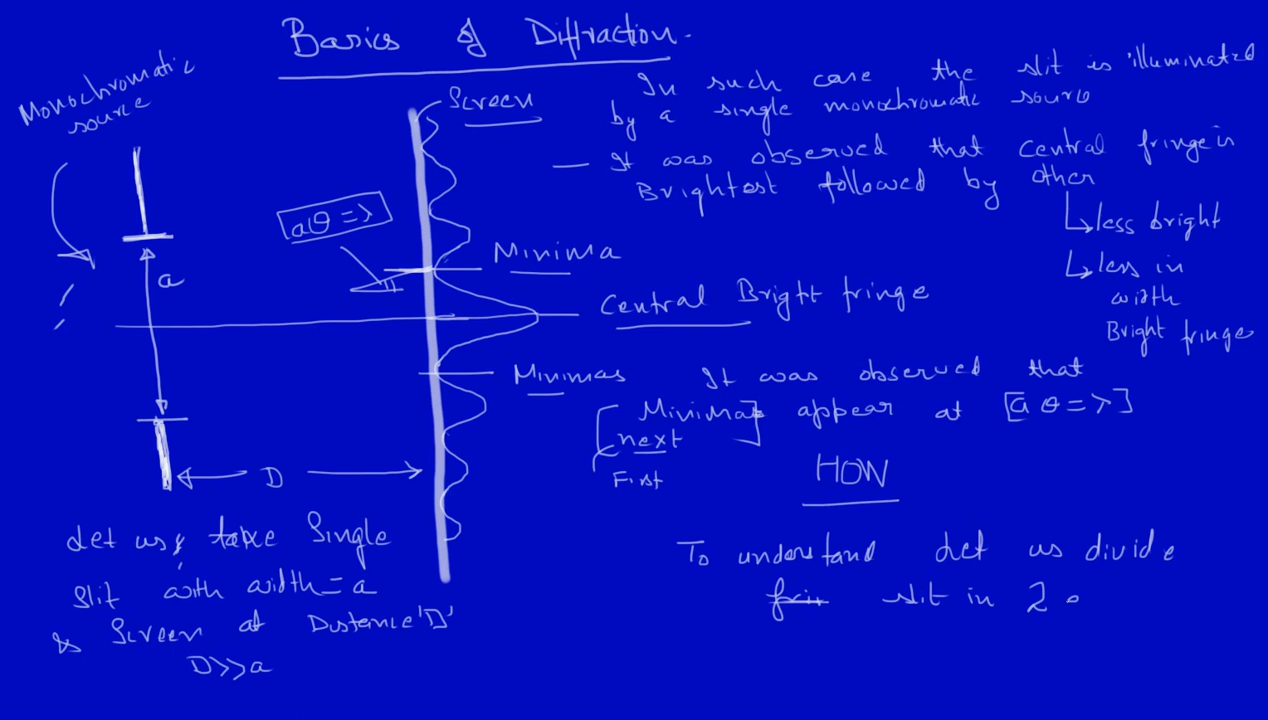 Basics of Diffraction.
Monochromatic
source
Screen
In such case the slit is illuminated
by a single monochromatic source
— It was observed that central fringe is
Brightest followed by other
less bright
less in
width
Bright fringe
a
aθ = λ
Minima
Central Bright fringe
Minimas
It was observed that
[Minimas] appear at [a θ = λ]
next
First
HOW
D
Let us take Single
slit with width = a
& Screen at Distance 'D'
D>>a
To understand let us divide
slit in 2